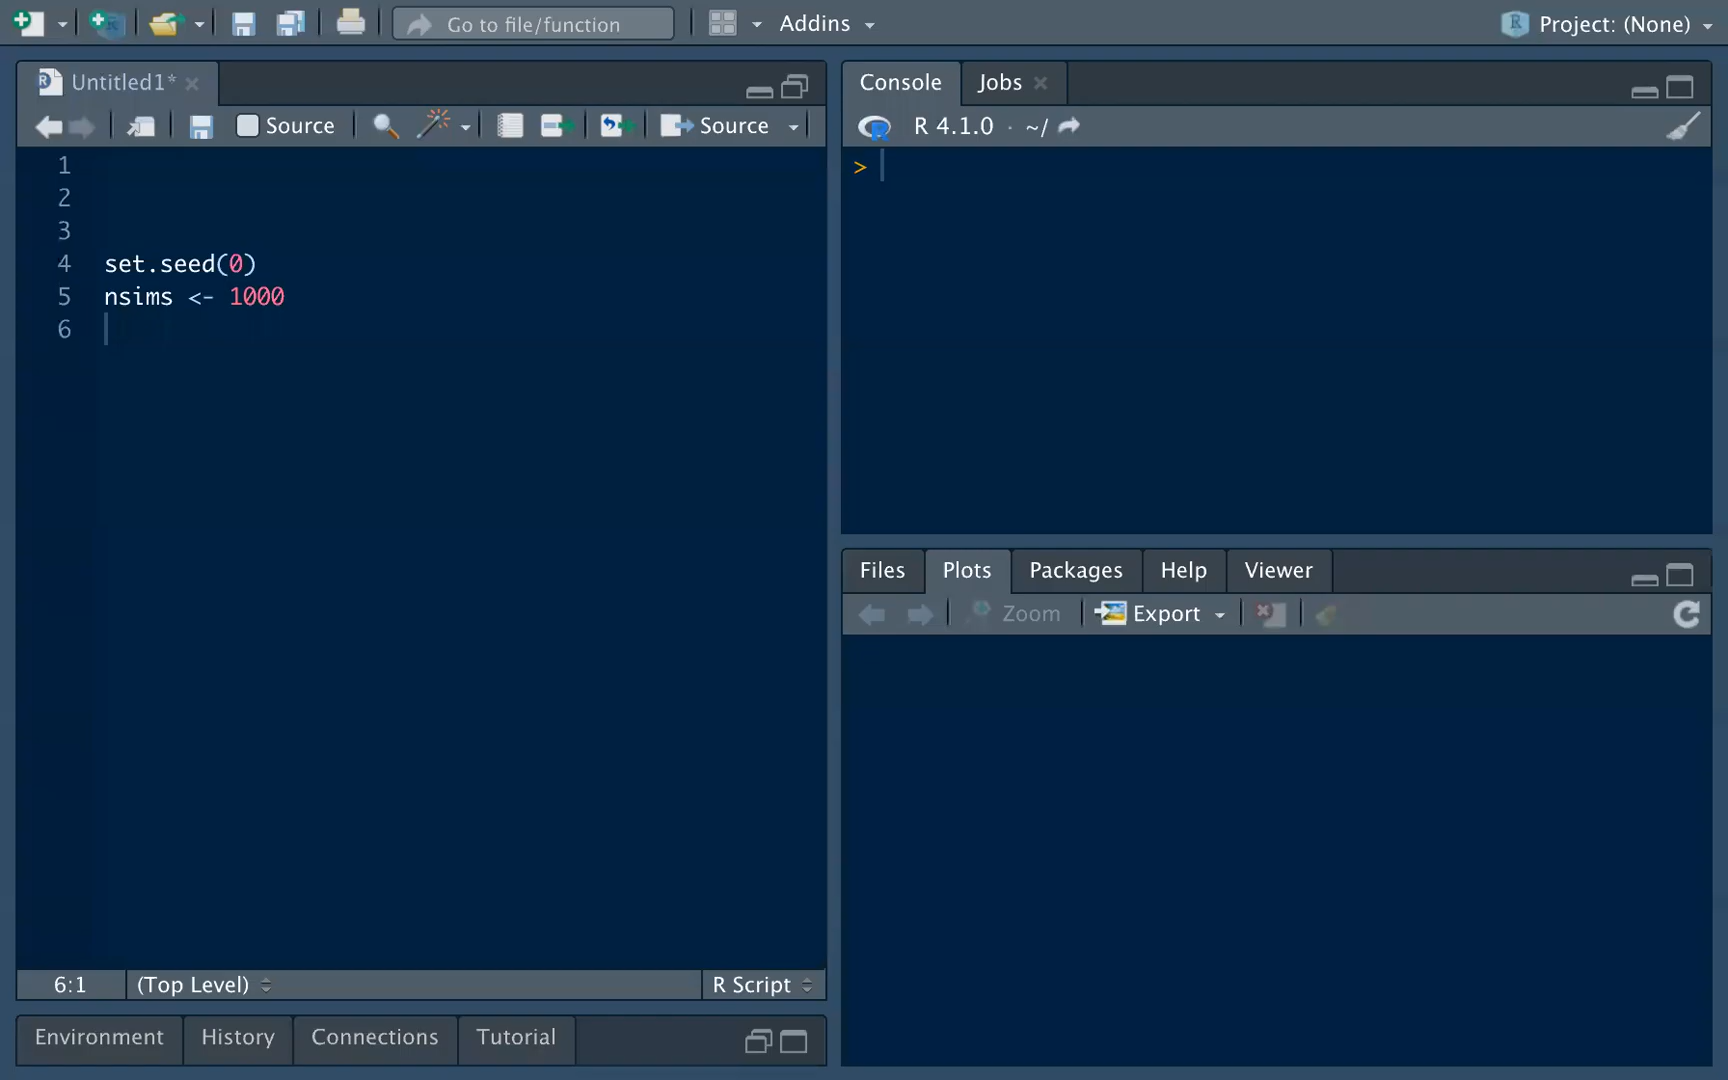 Go to file/function Addins Project: (None)
Untitled1*
Source Source
1
2
3
4 set.seed(0)
5 nsims <- 1000
6
6:1 (Top Level) R Script
Environment History Connections Tutorial
Console Jobs
R 4.1.0 · ~/
>
Files Plots Packages Help Viewer
Zoom Export